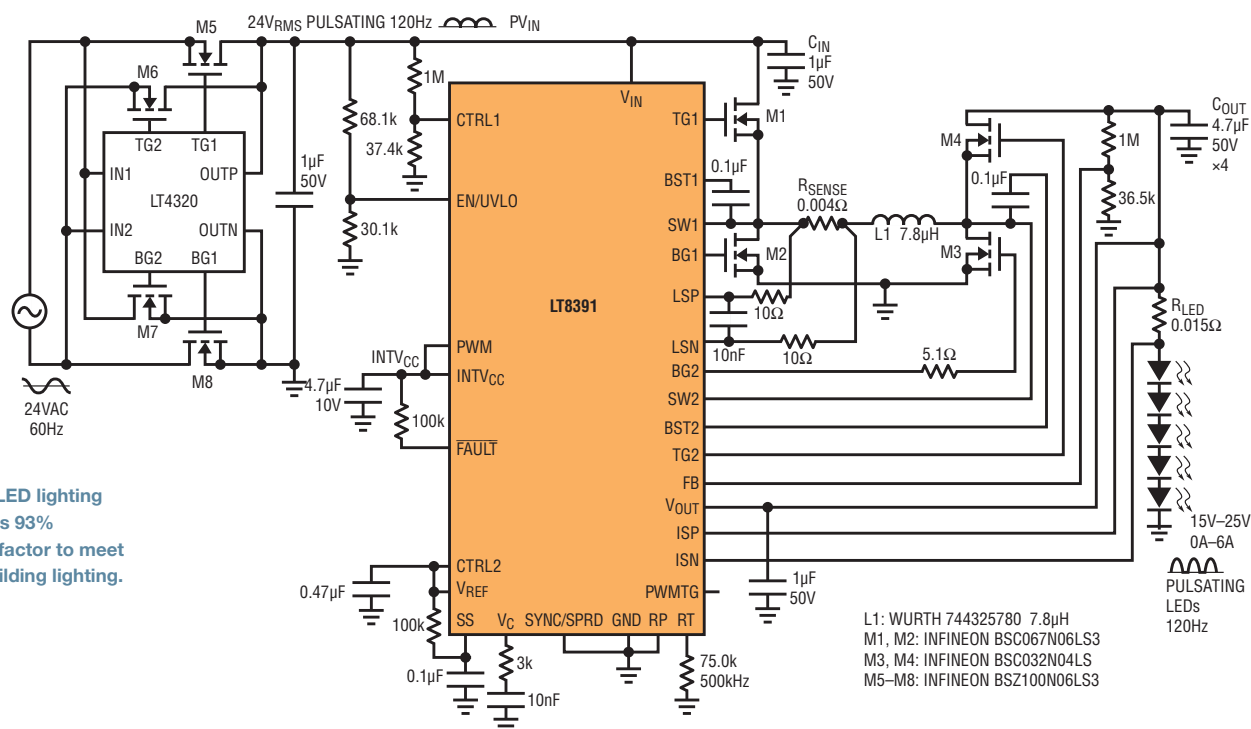 24VRMS PULSATING 120Hz
PVIN
M5
M6
TG2
TG1
IN1
OUTP
LT4320
IN2
OUTN
BG2
BG1
M7
M8
24VAC
60Hz
1µF
50V
68.1k
30.1k
1M
37.4k
INTVCC
4.7µF
10V
100k
0.47µF
100k
0.1µF
3k
10nF
75.0k
500kHz
LT8391
VIN
CTRL1
EN/UVLO
PWM
INTVCC
FAULT
CTRL2
VREF
SS
VC
SYNC/SPRD
GND
RP
RT
TG1
BST1
SW1
BG1
LSP
LSN
BG2
SW2
BST2
TG2
FB
VOUT
ISP
ISN
PWMTG
CIN
1µF
50V
M1
0.1µF
M2
RSENSE
0.004Ω
L1 7.8µH
10Ω
10nF
10Ω
5.1Ω
M4
0.1µF
M3
1M
36.5k
COUT
4.7µF
50V
×4
RLED
0.015Ω
15V–25V
0A–6A
PULSATING
LEDs
120Hz
1µF
50V
LED lighting
s 93%
factor to meet
ilding lighting.
L1: WURTH 744325780 7.8µH
M1, M2: INFINEON BSC067N06LS3
M3, M4: INFINEON BSC032N04LS
M5–M8: INFINEON BSZ100N06LS3